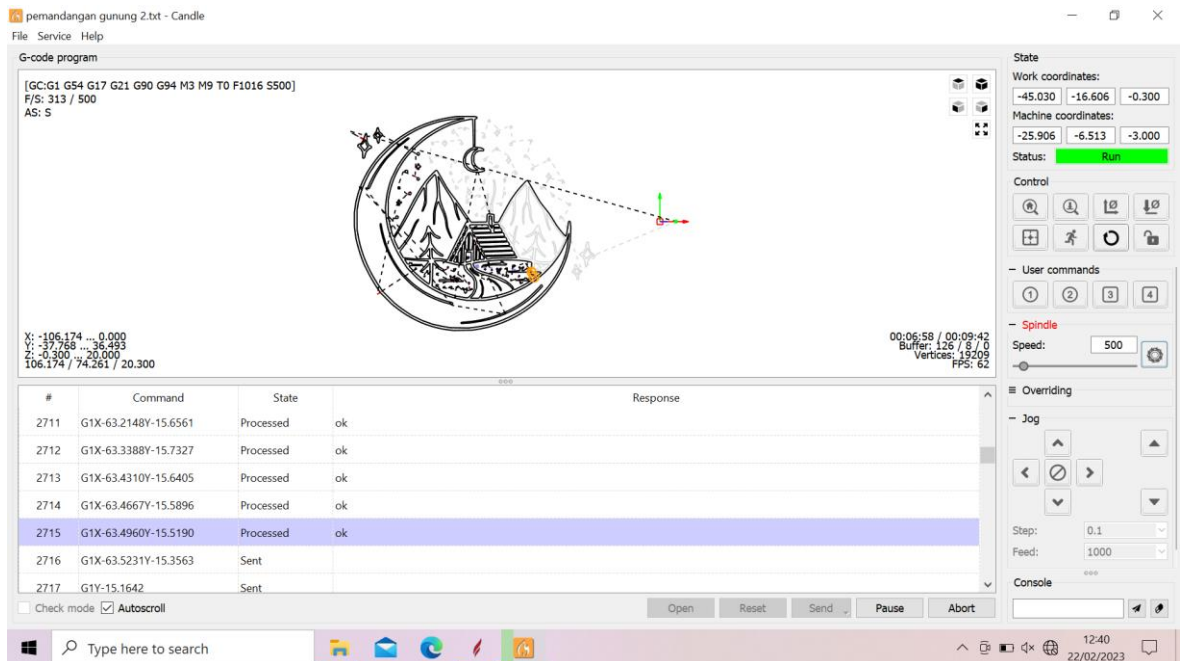 pemandangan gunung 2.txt - Candle
File Service Help
G-code program
[GC:G1 G54 G17 G21 G90 G94 M3 M9 T0 F1016 S500]
F/S: 313 / 500
AS: S
X: -106.174 ... 0.000
Y: -37.768 ... 36.493
Z: -0.300 ... 20.000
106.174 / 74.261 / 20.300
00:06:58 / 00:09:42
Buffer: 126 / 8 / 0
Vertices: 19209
FPS: 62
# Command State Response
2711 G1X-63.2148Y-15.6561 Processed ok
2712 G1X-63.3388Y-15.7327 Processed ok
2713 G1X-63.4310Y-15.6405 Processed ok
2714 G1X-63.4667Y-15.5896 Processed ok
2715 G1X-63.4960Y-15.5190 Processed ok
2716 G1X-63.5231Y-15.3563 Sent
2717 G1Y-15.1642 Sent
Check mode Autoscroll Open Reset Send Pause Abort
State
Work coordinates:
-45.030 -16.606 -0.300
Machine coordinates:
-25.906 -6.513 -3.000
Status: Run
Control
User commands
1 2 3 4
Spindle
Speed: 500
Overriding
Jog
Step: 0.1
Feed: 1000
Console
Type here to search
12:40
22/02/2023